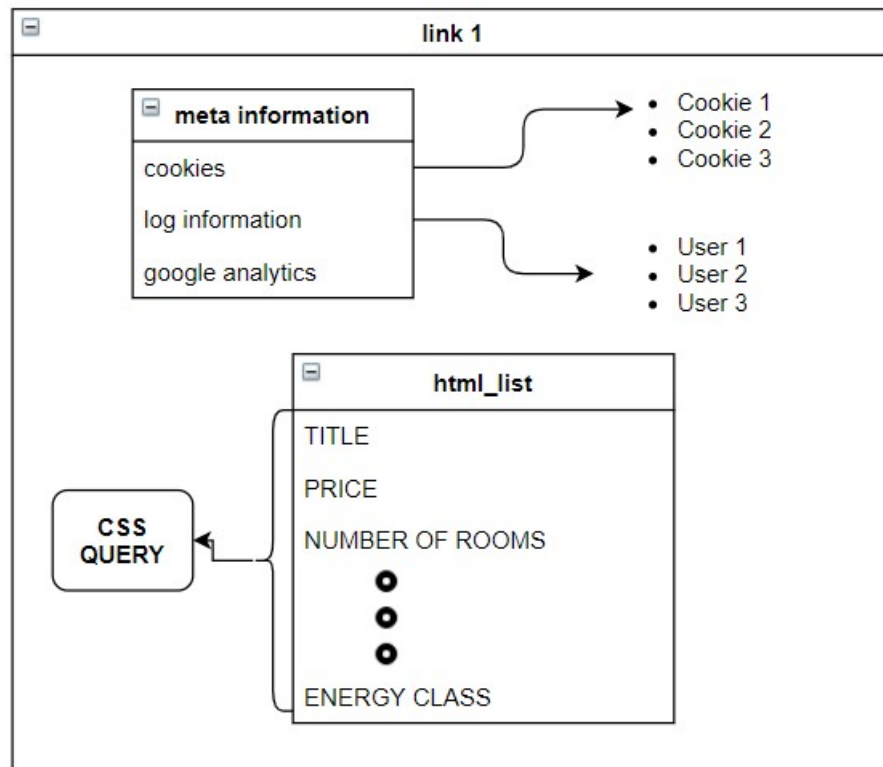 link 1
meta information
cookies
log information
google analytics
Cookie 1
Cookie 2
Cookie 3
User 1
User 2
User 3
html_list
TITLE
PRICE
NUMBER OF ROOMS
ENERGY CLASS
CSS
QUERY